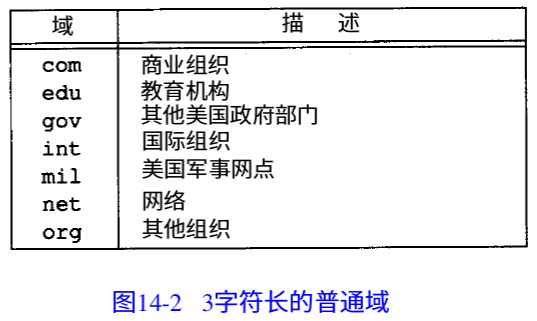 域 描 述
com 商业组织
edu 教育机构
gov 其他美国政府部门
int 国际组织
mil 美国军事网点
net 网络
org 其他组织
图14-2 3字符长的普通域